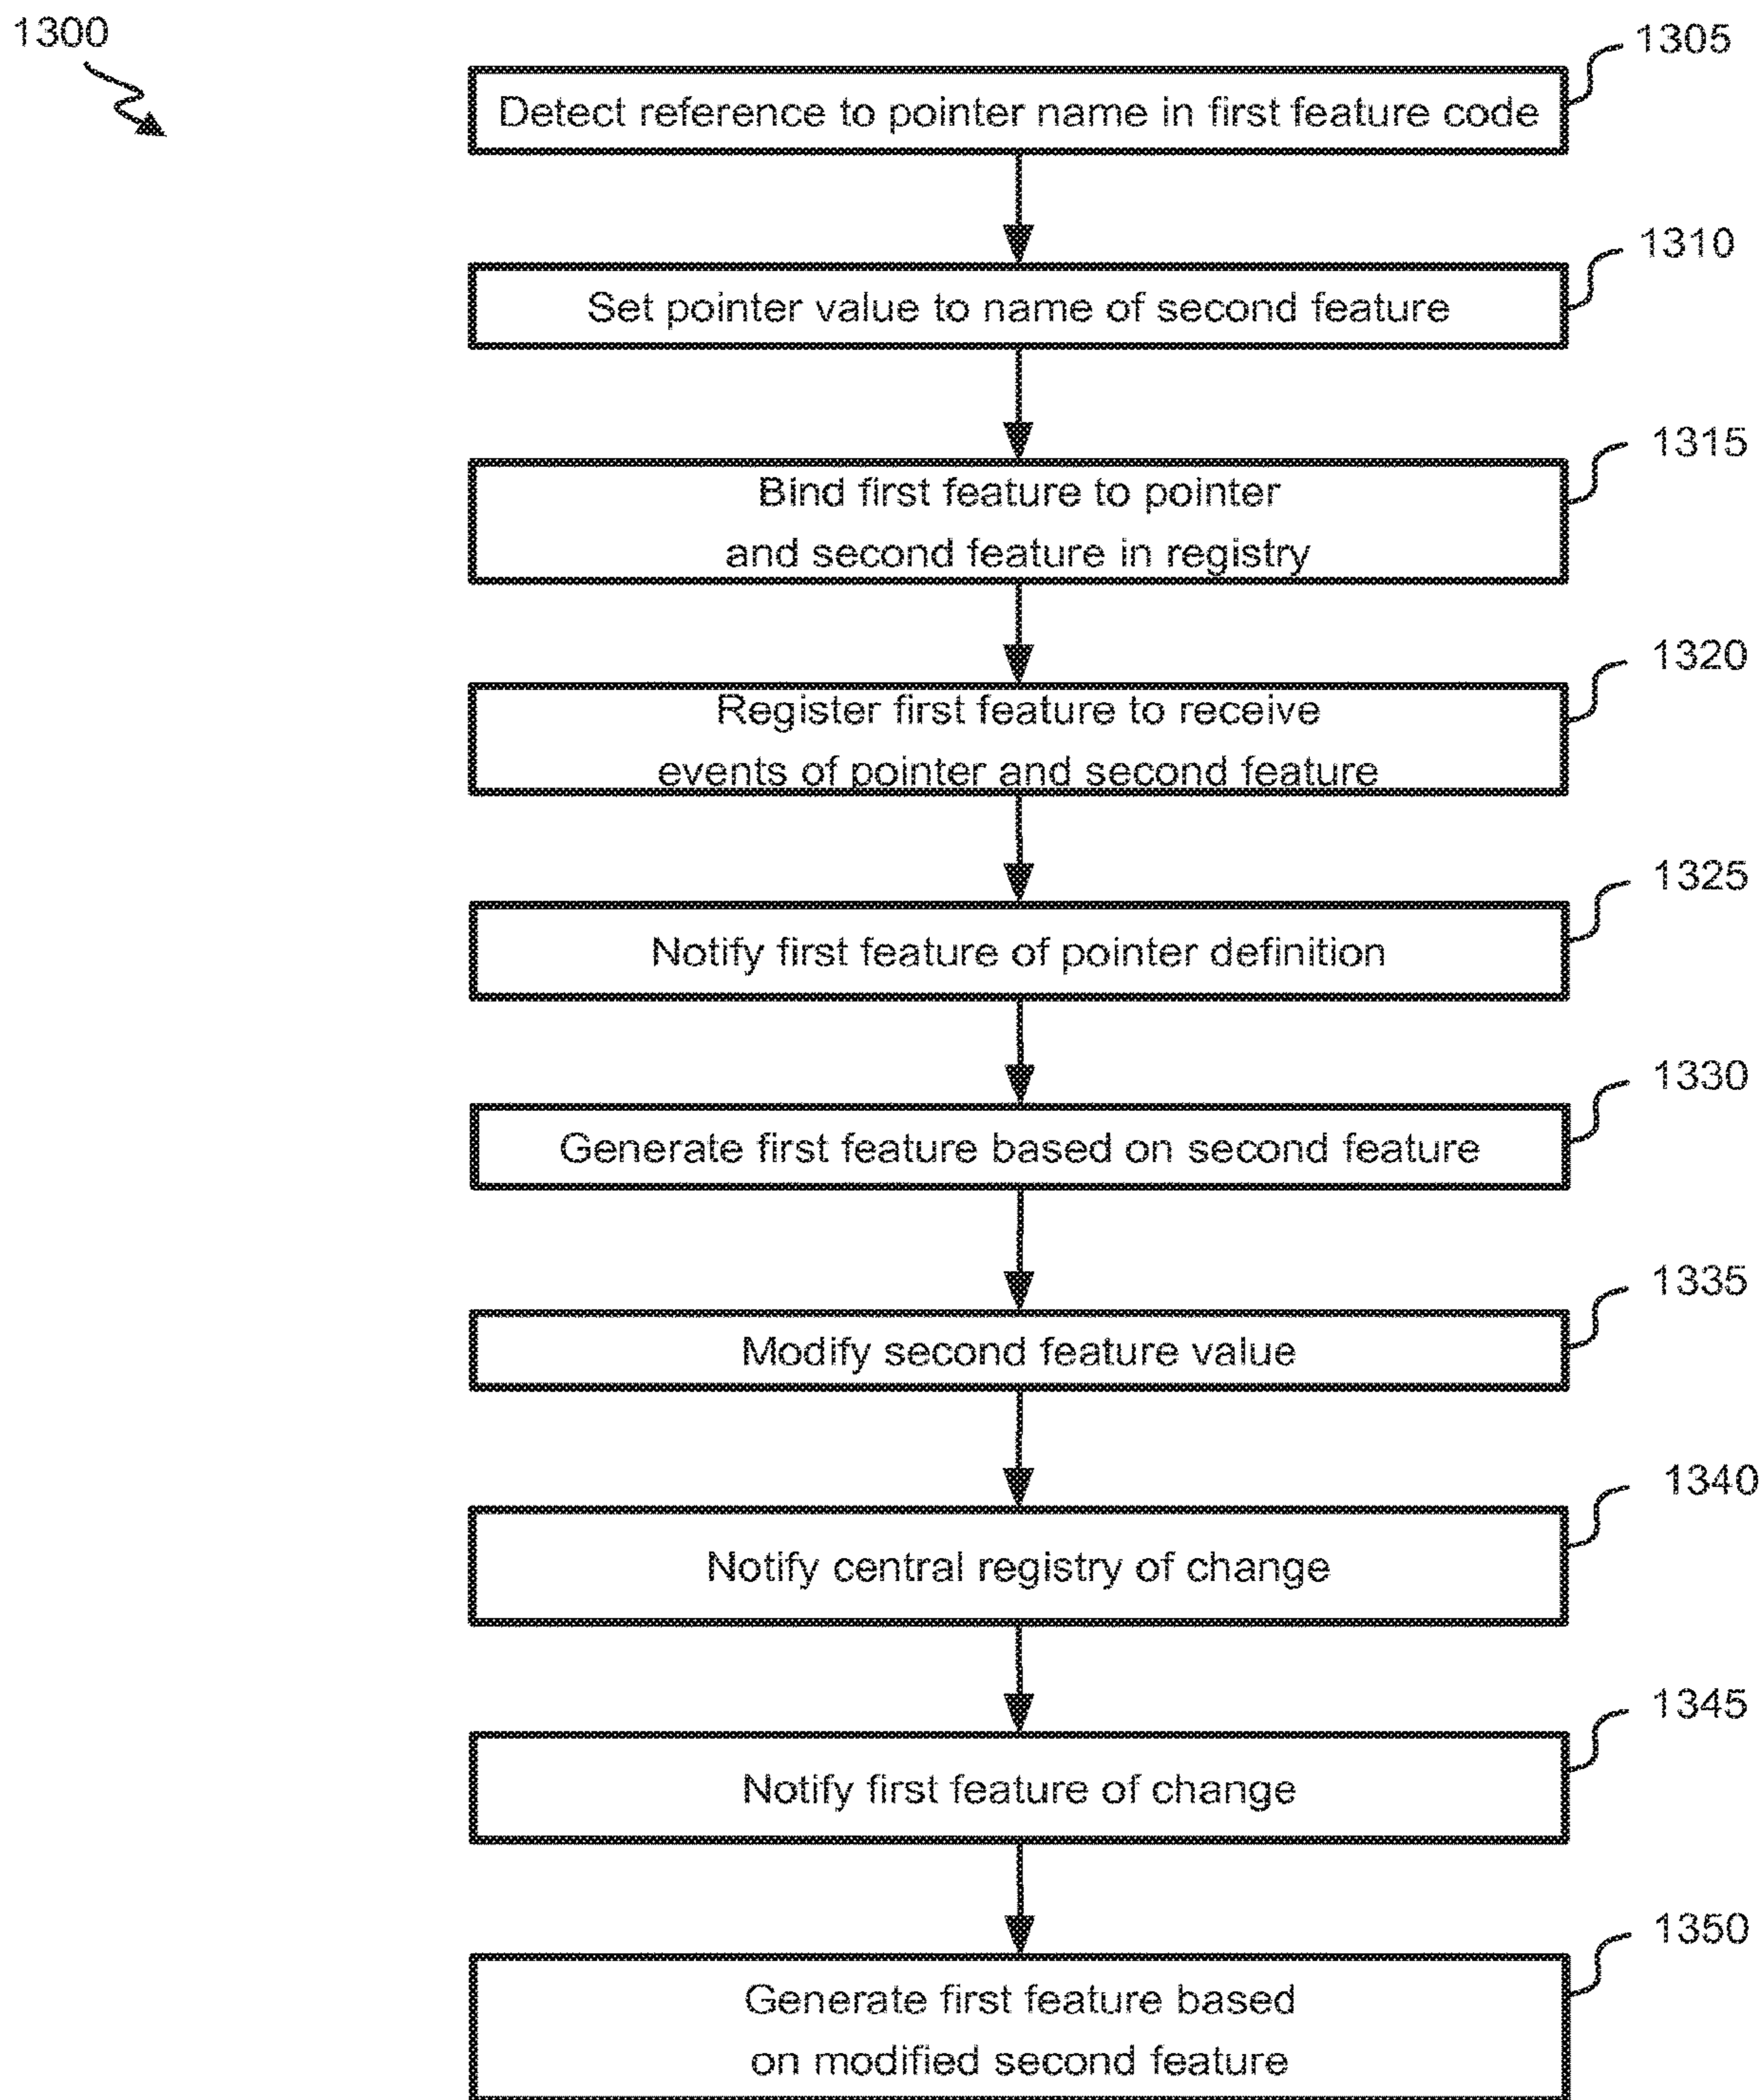 1300
1305
Detect reference to pointer name in first feature code
1310
Set pointer value to name of second feature
1315
Bind first feature to pointer
and second feature in registry
1320
Register first feature to receive
events of pointer and second feature
1325
Notify first feature of pointer definition
1330
Generate first feature based on second feature
1335
Modify second feature value
1340
Notify central registry of change
1345
Notify first feature of change
1350
Generate first feature based
on modified second feature